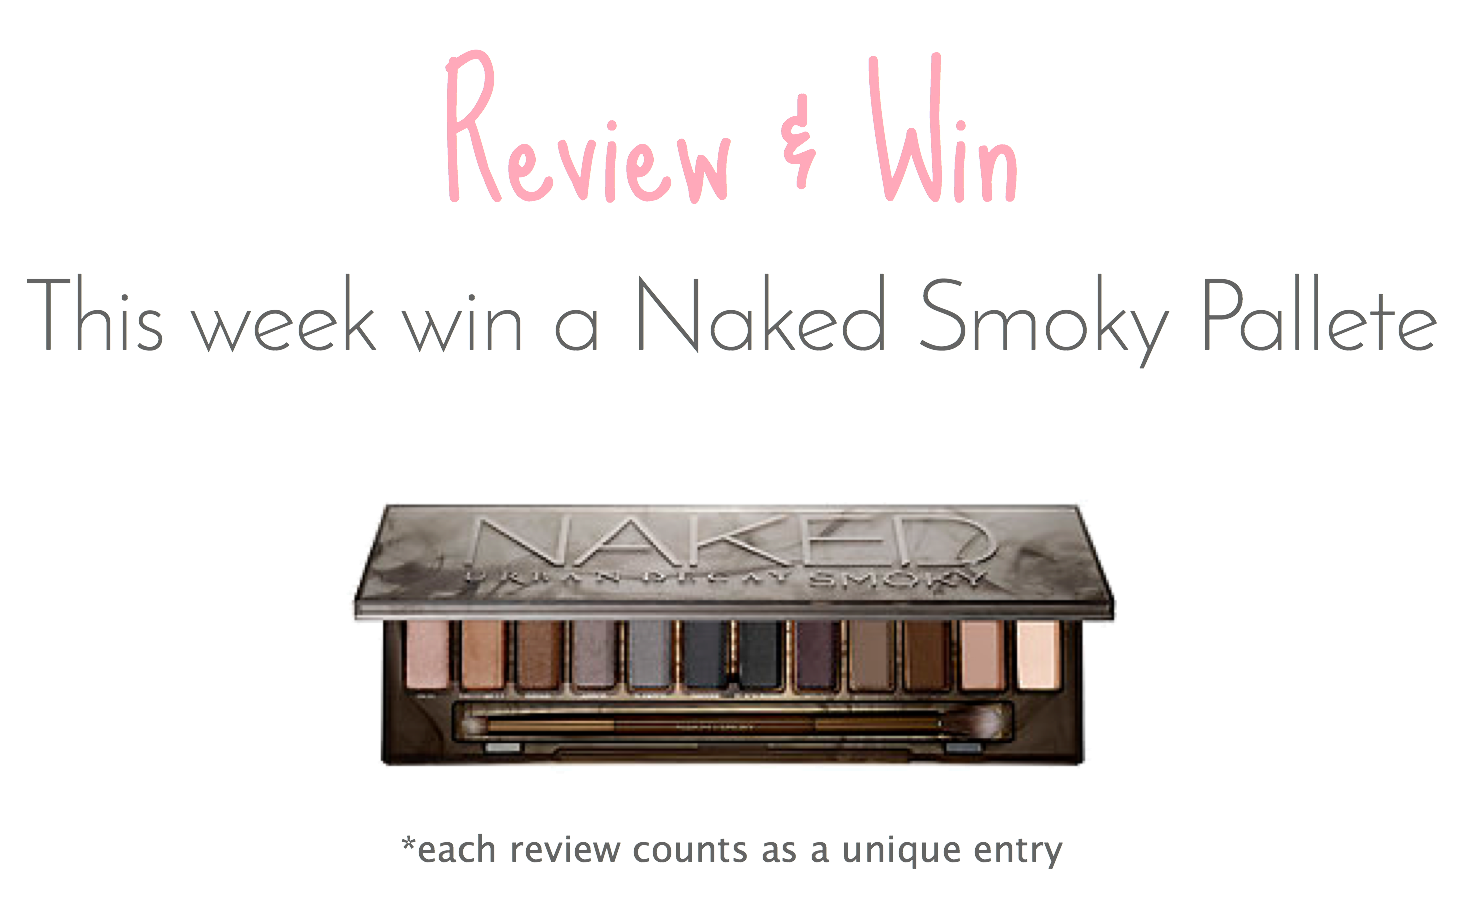 Review & Win
This week win a Naked Smoky Pallete
NAKED
URBAN DECAY SMOKY
*each review counts as a unique entry